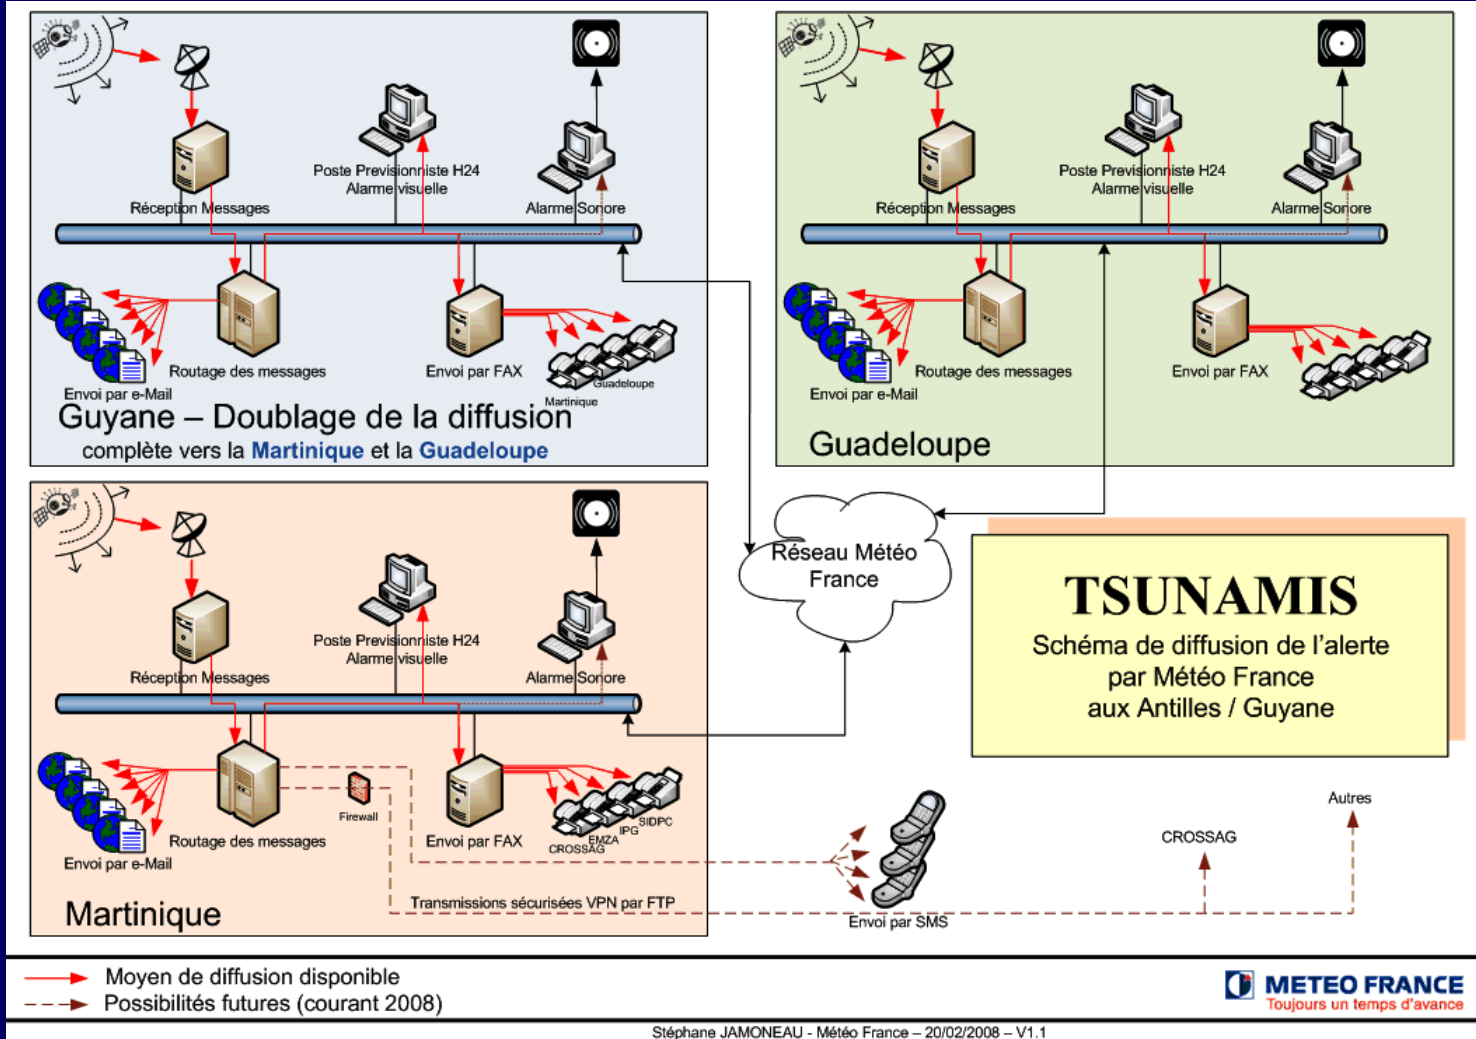 Poste Previsionniste H24
Alarme visuelle
Réception Messages
Alarme Sonore
Envoi par e-Mail
Routage des messages
Envoi par FAX
Guadeloupe
Martinique
Guyane – Doublage de la diffusion
complète vers la Martinique et la Guadeloupe
Poste Previsionniste H24
Alarme visuelle
Réception Messages
Alarme Sonore
Envoi par e-Mail
Routage des messages
Envoi par FAX
Guadeloupe
Réseau Météo
France
TSUNAMIS
Schéma de diffusion de l'alerte
par Météo France
aux Antilles / Guyane
Poste Previsionniste H24
Alarme visuelle
Réception Messages
Alarme Sonore
Envoi par e-Mail
Routage des messages
Firewall
Envoi par FAX
CROSSAG
EMZA
IPG
SIDPC
Martinique
Transmissions sécurisées VPN par FTP
Envoi par SMS
CROSSAG
Autres
Moyen de diffusion disponible
Possibilités futures (courant 2008)
METEO FRANCE
Toujours un temps d'avance
Stéphane JAMONEAU - Météo France – 20/02/2008 – V1.1